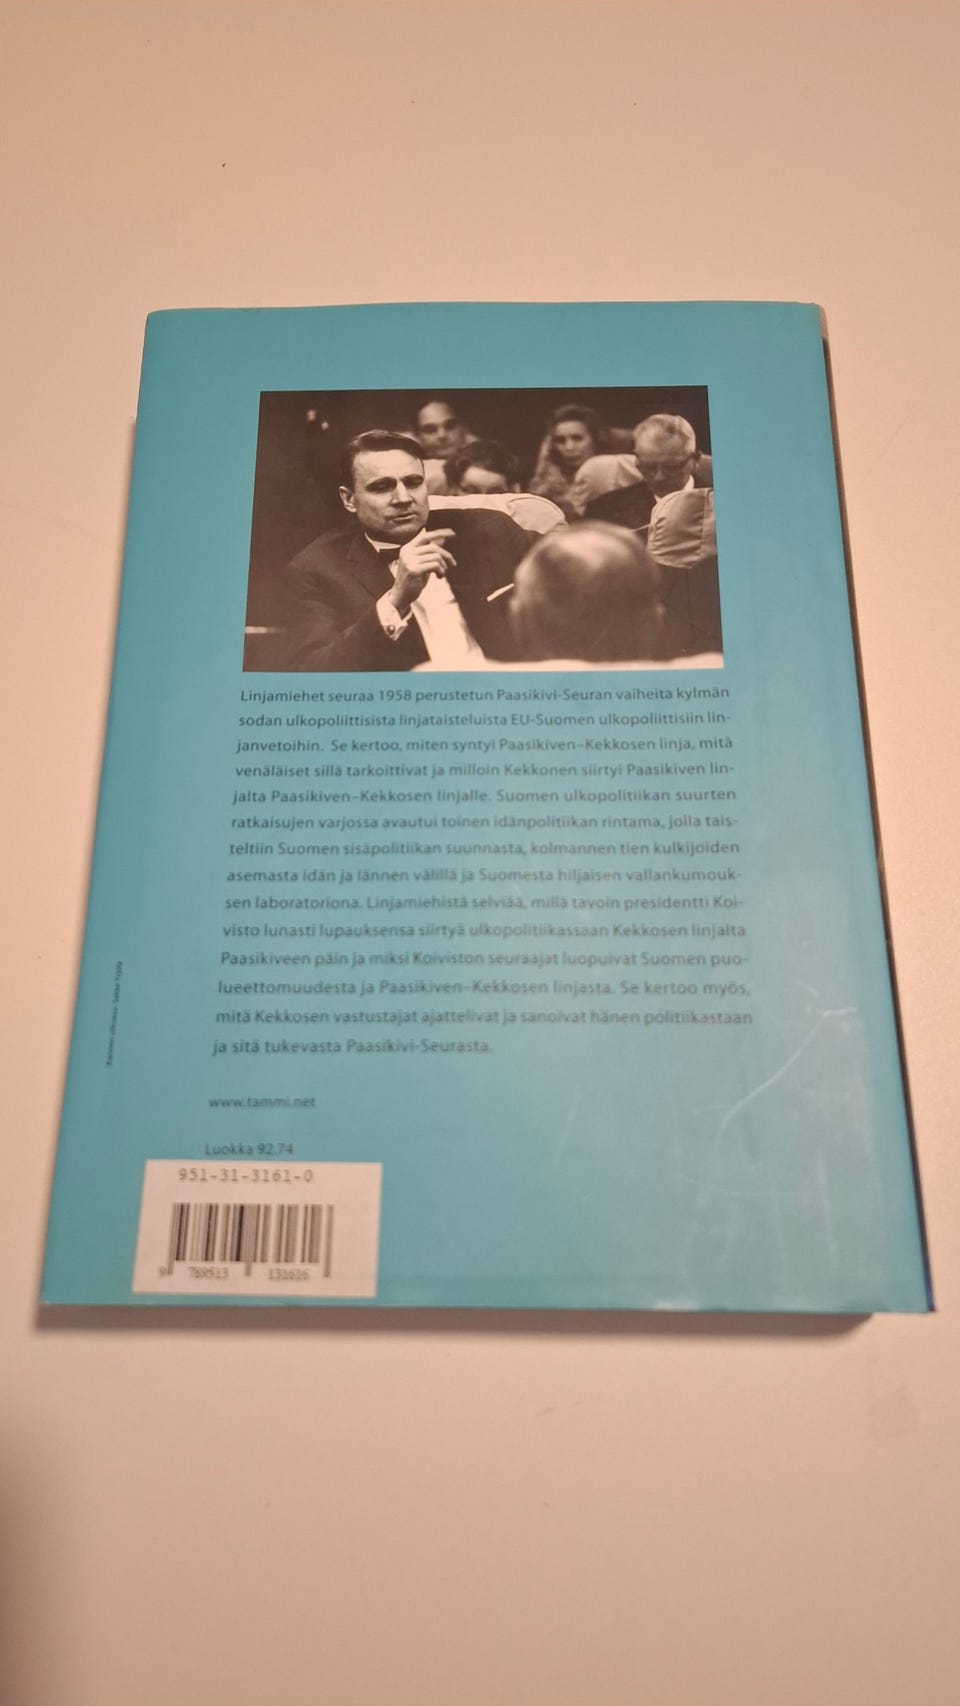 Linjamiehet seuraa 1958 perustetun Paasikivi-Seuran vaiheita kylmän
sodan ulkopoliittisista linjataisteluista EU-Suomen ulkopoliittisiin lin-
janvetoihin. Se kertoo, miten syntyi Paasikiven–Kekkosen linja, mitä
venäläiset sillä tarkoittivat ja milloin Kekkonen siirtyi Paasikiven lin-
jalta Paasikiven–Kekkosen linjalle. Suomen ulkopolitiikan suurten
ratkaisujen varjossa avautui toinen idänpolitiikan rintama, jolla tais-
teltiin Suomen sisäpolitiikan suunnasta, kolmannen tien kulkijoiden
asemasta idän ja lännen välillä ja Suomesta hiljaisen vallankumouk-
sen laboratoriona. Linjamiehistä selviää, millä tavoin presidentti Koi-
visto lunasti lupauksensa siirtyä ulkopolitiikassaan Kekkosen linjalta
Paasikiveen päin ja miksi Koiviston seuraajat luopuivat Suomen puo-
lueettomuudesta ja Paasikiven–Kekkosen linjasta. Se kertoo myös,
mitä Kekkosen vastustajat ajattelivat ja sanoivat hänen politiikastaan
ja sitä tukevasta Paasikivi-Seurasta.
www.tammi.net
Luokka 92.74
951-31-3161-0
9 789513 131616